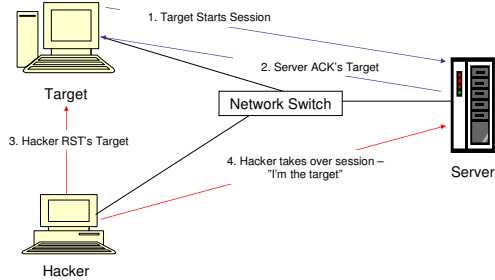 1. Target Starts Session
2. Server ACK's Target
Target
Network Switch
3. Hacker RST's Target
4. Hacker takes over session –
"I'm the target"
Server
Hacker